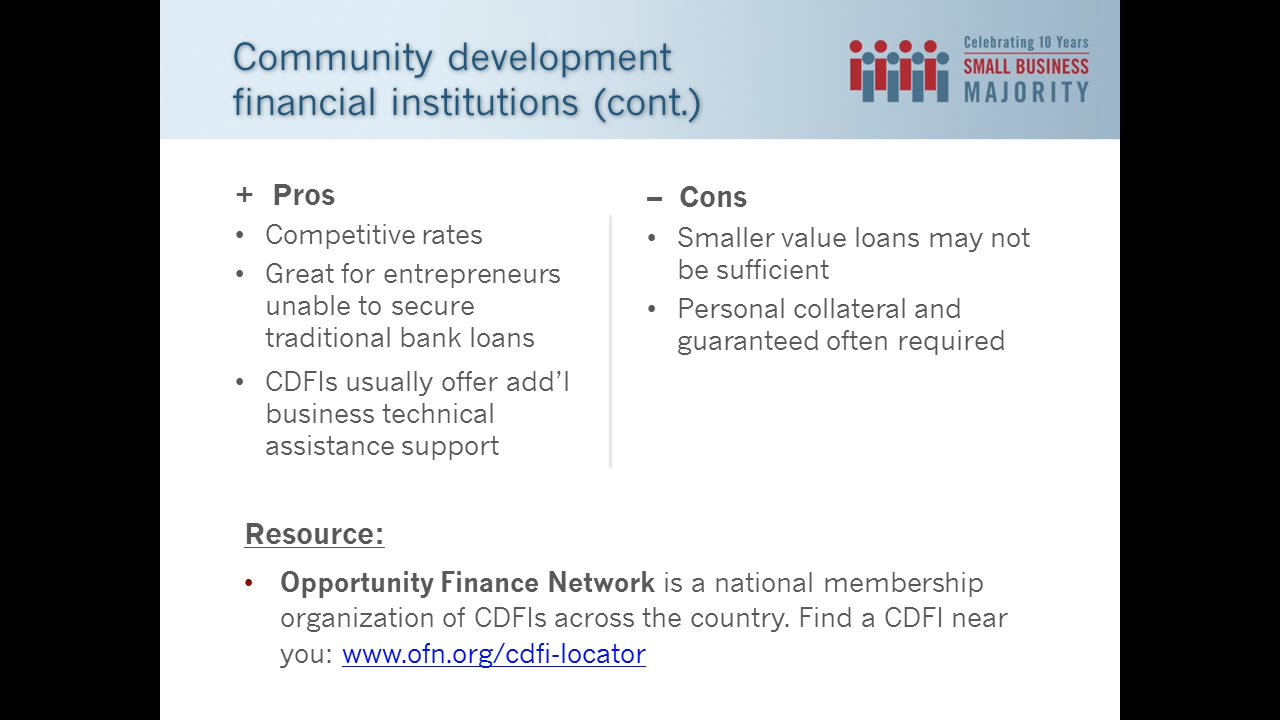 Community development
financial institutions (cont.)
Celebrating 10 Years
SMALL BUSINESS
MAJORITY
+ Pros
• Competitive rates
• Great for entrepreneurs
unable to secure
traditional bank loans
• CDFIs usually offer add’l
business technical
assistance support
– Cons
• Smaller value loans may not
be sufficient
• Personal collateral and
guaranteed often required
Resource:
• Opportunity Finance Network is a national membership
organization of CDFIs across the country. Find a CDFI near
you: www.ofn.org/cdfi-locator